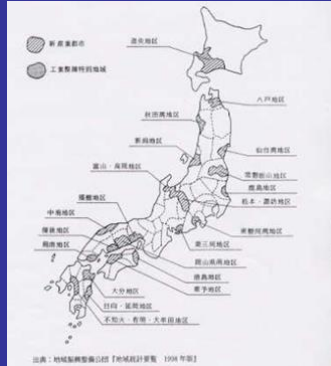 新産業都市
工業整備特別地域
道央地区
八戸地区
秋田湾地区
仙台湾地区
新潟地区
常磐郡山地区
富山・高岡地区
鹿島地区
松本・諏訪地区
播磨地区
東駿河湾地区
中海地区
東三河地区
備後地区
岡山県南地区
周南地区
徳島地区
東予地区
大分地区
日向・延岡地区
不知火・有明・大牟田地区
出典：地域振興整備公団『地域統計要覧 1998年版』